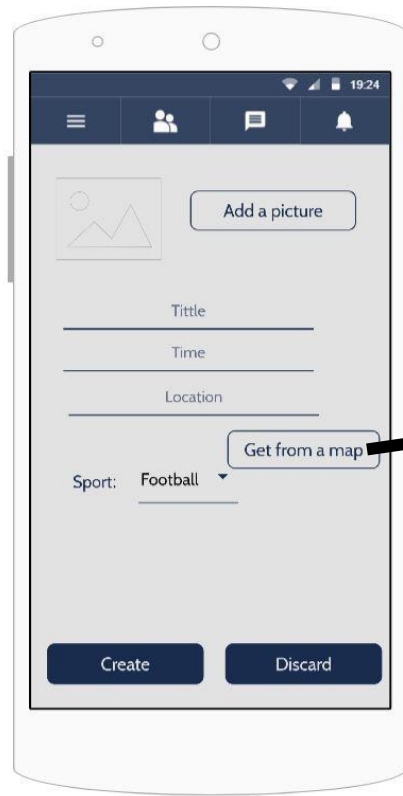 19:24
Add a picture
Tittle
Time
Location
Get from a map
Sport: Football
Create Discard